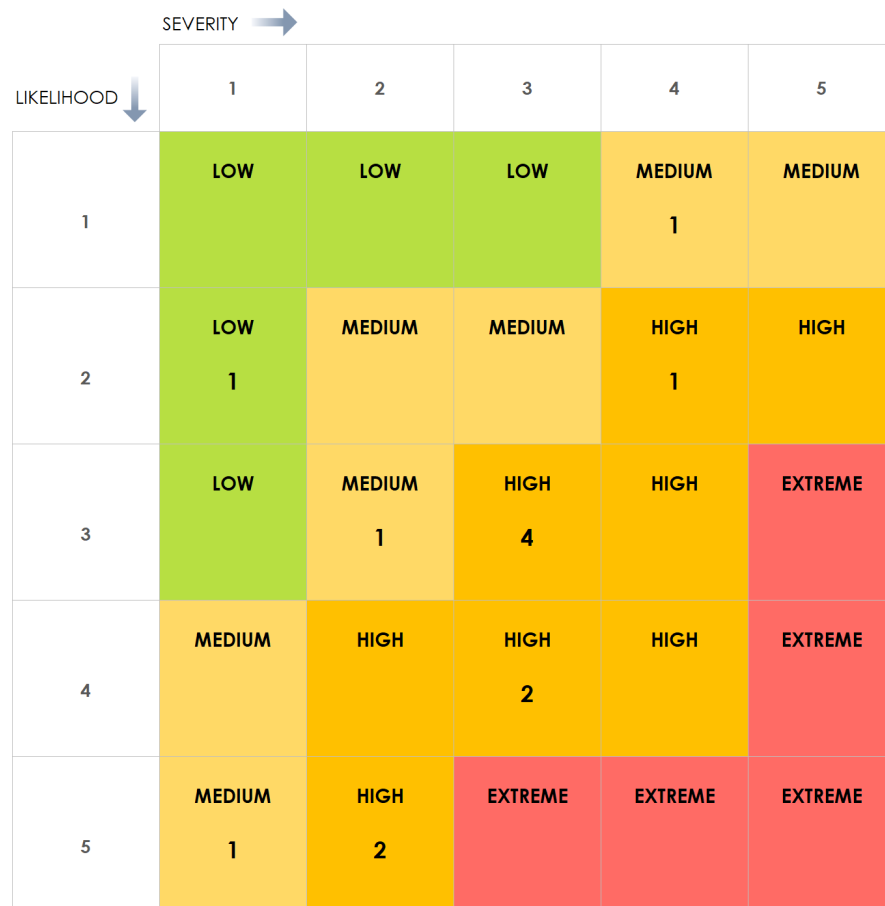 SEVERITY
LIKELIHOOD 1 2 3 4 5
1 LOW LOW LOW MEDIUM MEDIUM
1
2 LOW MEDIUM MEDIUM HIGH HIGH
1 1
3 LOW MEDIUM HIGH HIGH EXTREME
1 4
4 MEDIUM HIGH HIGH HIGH EXTREME
2
5 MEDIUM HIGH EXTREME EXTREME EXTREME
1 2